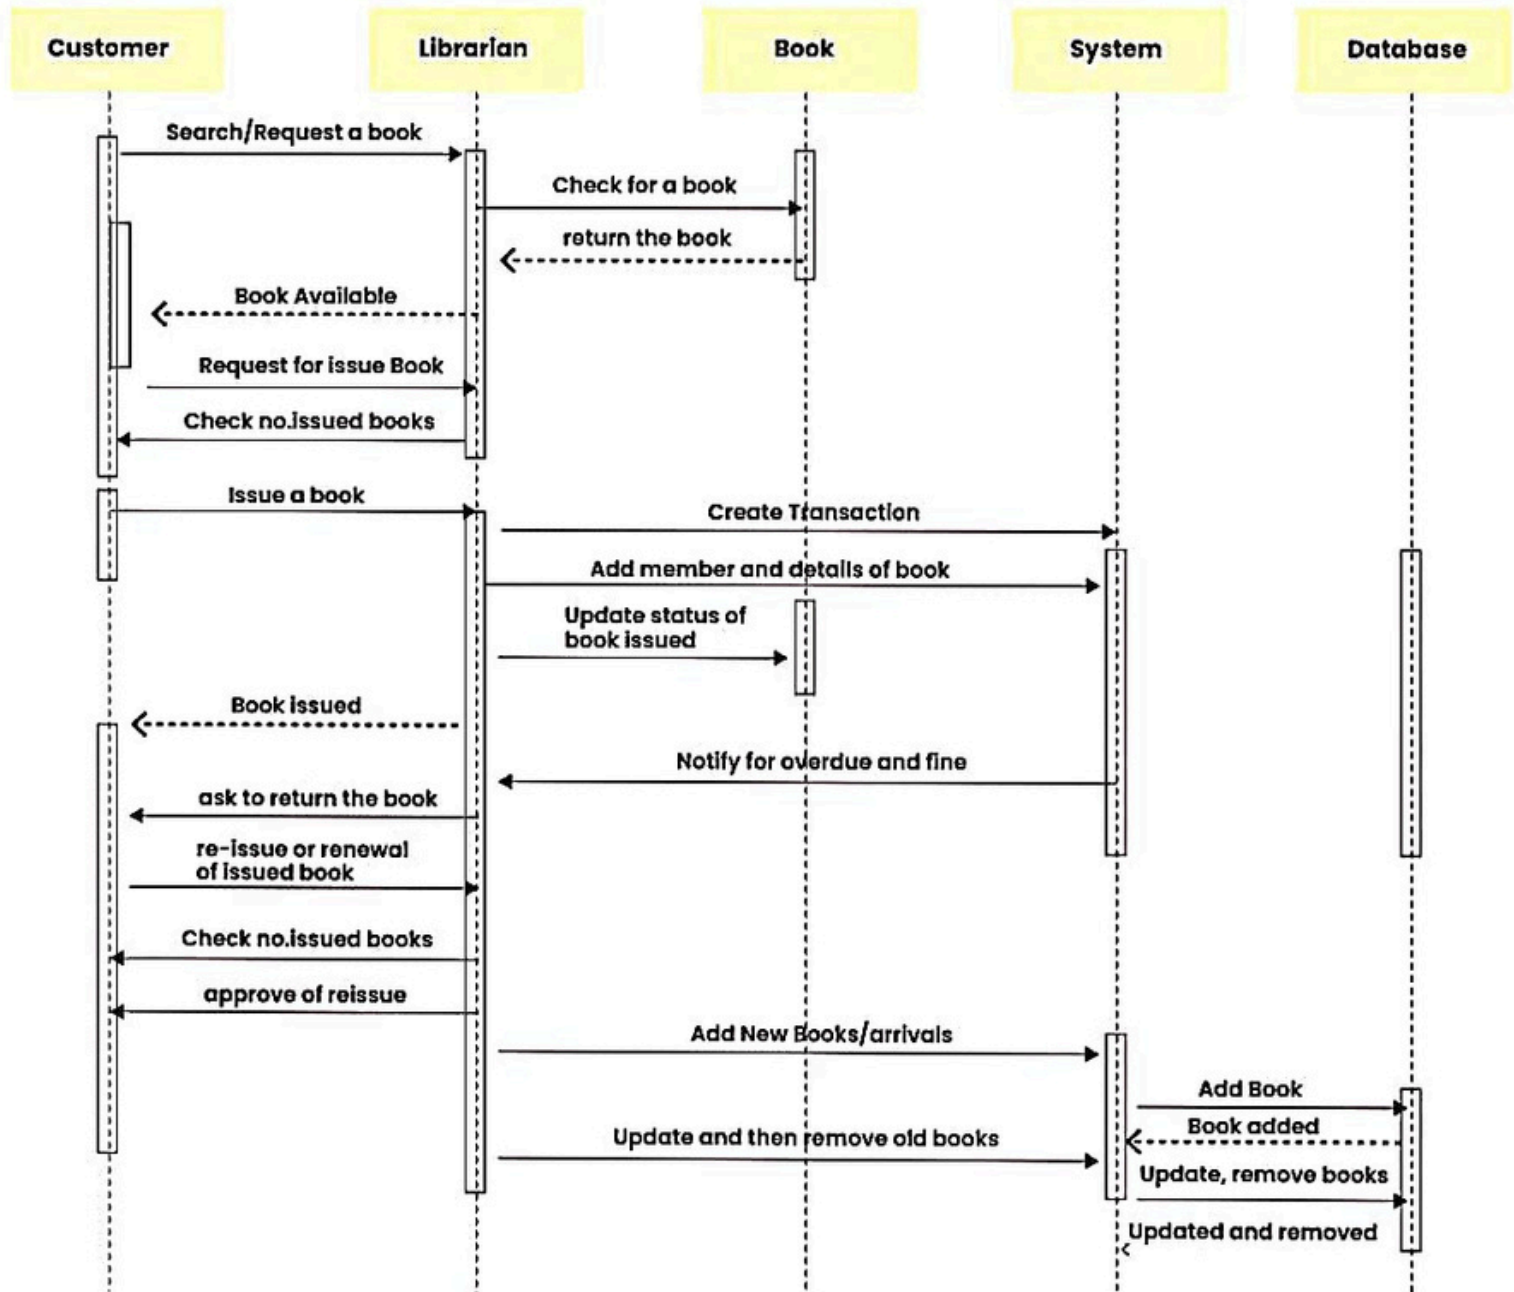 Customer
Librarian
Book
System
Database
Search/Request a book
Check for a book
return the book
Book Available
Request for issue Book
Check no.issued books
Issue a book
Create Transaction
Add member and details of book
Update status of
book issued
Book issued
Notify for overdue and fine
ask to return the book
re-issue or renewal
of issued book
Check no.issued books
approve of reissue
Add New Books/arrivals
Add Book
Book added
Update and then remove old books
Update, remove books
Updated and removed